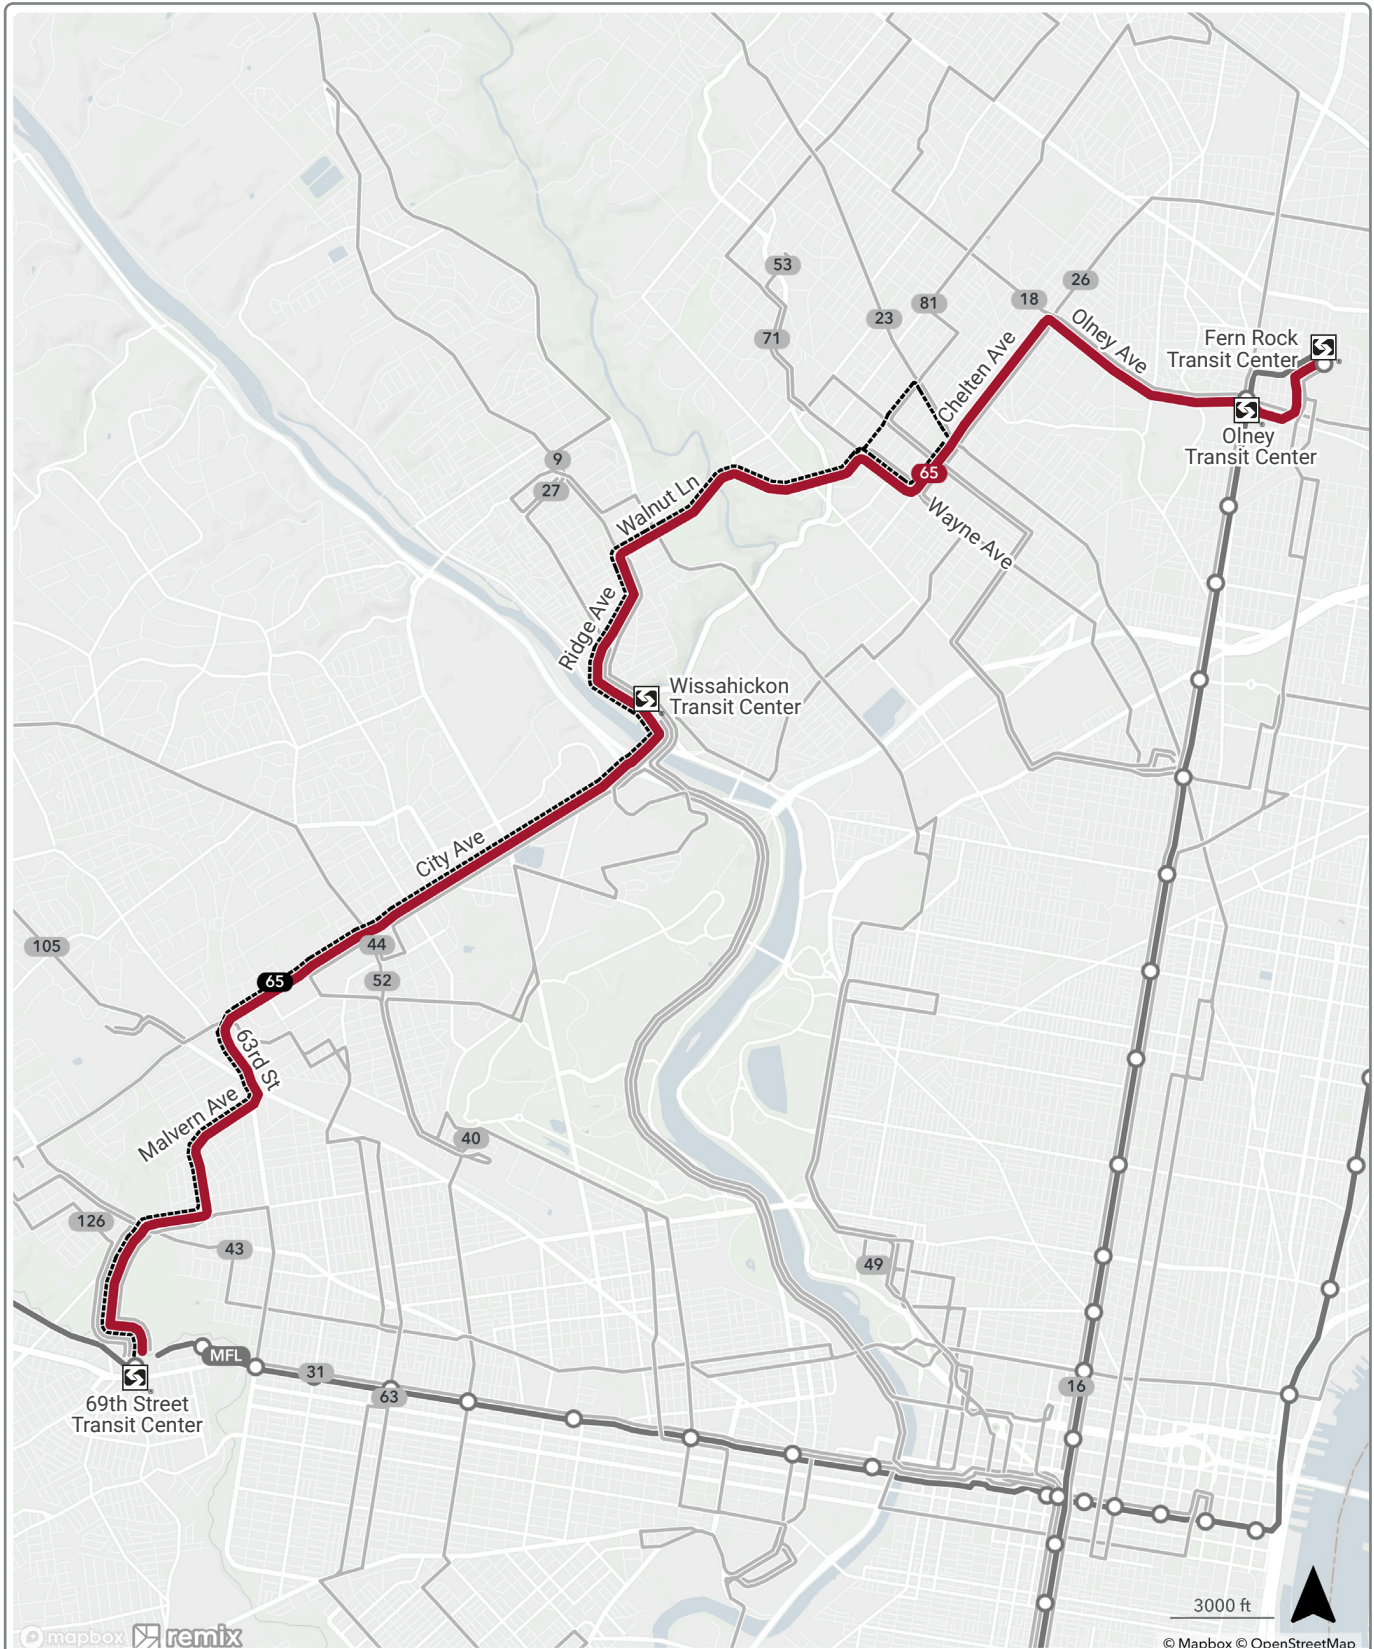 53
26
18
81
23
71
Olney Ave
Fern Rock
Transit Center
Chelten Ave
Olney
Transit Center
9
27
65
Walnut Ln
Wayne Ave
Ridge Ave
Wissahickon
Transit Center
City Ave
105
44
65
52
63rd St
Malvern Ave
40
126
43
49
MFL
31
63
16
69th Street
Transit Center
3000 ft
mapbox
remix
© Mapbox © OpenStreetMap